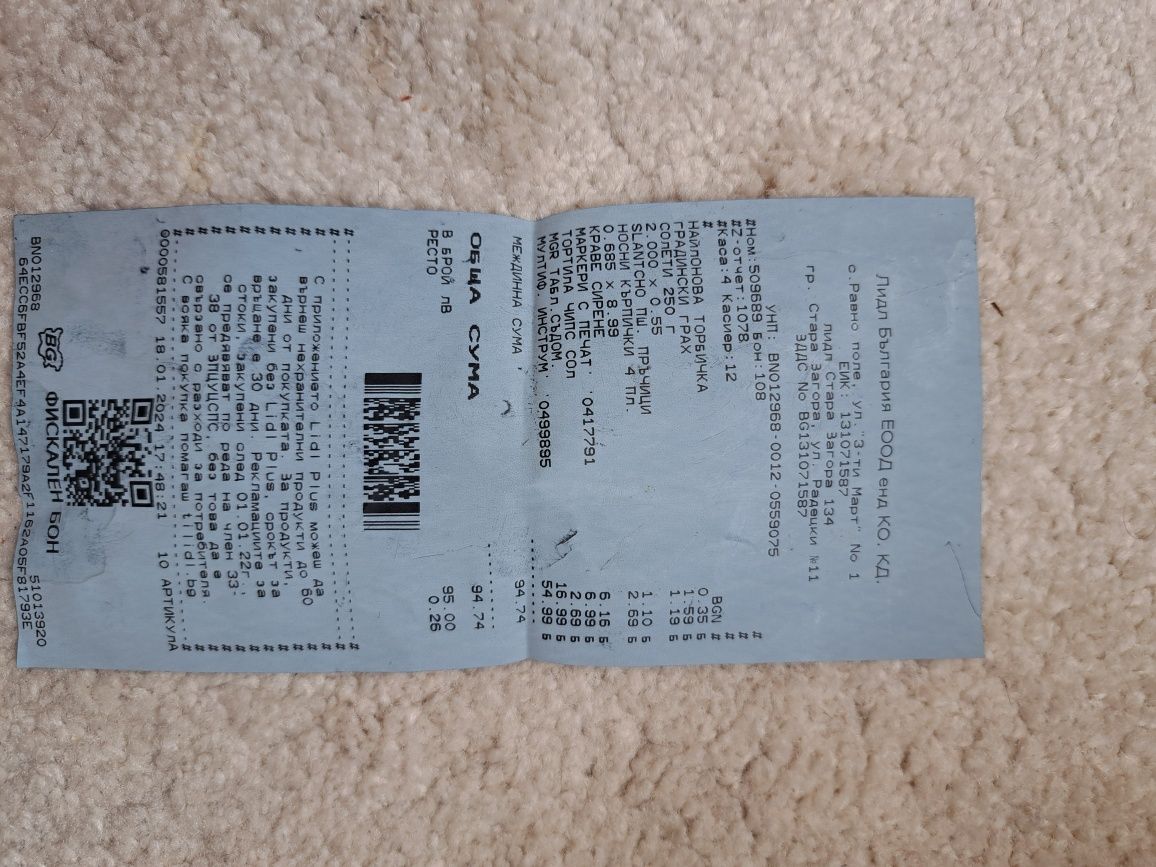 Лидл България ЕООД енд КО. КД.
с.Равно поле, ул."3-ти Март" No 1
ЕИК: 131071587
Лидл Стара Загора 134
гр. Стара Загора, ул. Радецки №11
ЗДДС No BG131071587
УНП: BN012968-0012-0559075
#Ном:509689 Бон:108 #
#Z-отчет:1078 #
#Каса:4 Касиер:12 #
# BGN #
НАЙЛОНОВА ТОРБИЧКА 0.35 Б
ГРАДИНСКИ ГРАХ 1.59 Б
СОЛЕТИ 250 Г 1.19 Б
2.000 × 0.55
SLANTCHO ПШ. ПРЪЧИЦИ 1.10 Б
НОСНИ КЪРПИЧКИ 4 ПЛ. 2.69 Б
0.685 × 8.99
КРАВЕ СИРЕНЕ 6.16 Б
МАРКЕРИ С ПЕЧАТ '0417791 6.99 Б
ТОРТИЛА ЧИПС СОЛ 2.69 Б
MGR ТАБЛ.СЪДОМ. 16.99 Б
МУЛТИФ. ИНСТРУМ. '0499895 54.99 Б
МЕЖДИННА СУМА 94.74
ОБЩА СУМА 94.74
В БРОЙ ЛВ 95.00
РЕСТО 0.26
С приложението Lidl Plus можеш да
върнеш нехранителни продукти до 60
дни от покупката. За продукти,
закупени без Lidl Plus, срокът за
връщане е 30 дни. Рекламациите за
стоки закупени след 01.01.22г.,
се предявяват по реда на член 33-
38 от ЗПЦСЦПС, без това да е
свързано с разходи за потребителя.
С всяка покупка помагаш tilidl.bg
0000581557 18.01.2024 17:48:21 10 АРТИКУЛА
BG ФИСКАЛЕН БОН
BN012968 51013920
64ECC6FBF52A4EF4A147179A2F1162A05F81793E